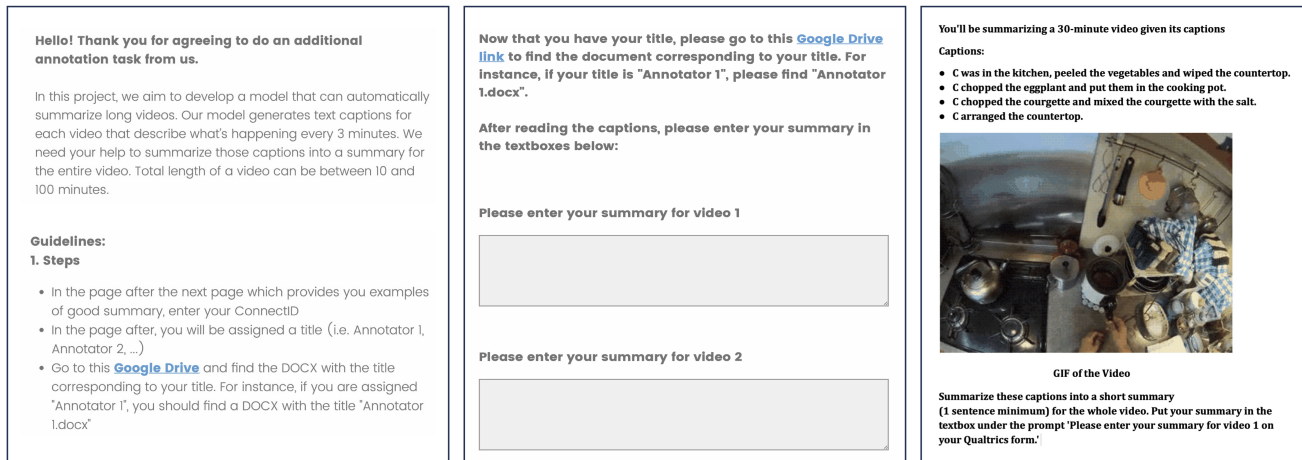 Hello! Thank you for agreeing to do an additional
annotation task from us.
In this project, we aim to develop a model that can automatically
summarize long videos. Our model generates text captions for
each video that describe what's happening every 3 minutes. We
need your help to summarize those captions into a summary for
the entire video. Total length of a video can be between 10 and
100 minutes.
Guidelines:
1. Steps
• In the page after the next page which provides you examples
of good summary, enter your ConnectID
• In the page after, you will be assigned a title (i.e. Annotator 1,
Annotator 2, ...)
• Go to this Google Drive and find the DOCX with the title
corresponding to your title. For instance, if you are assigned
"Annotator 1", you should find a DOCX with the title "Annotator
1.docx"
Now that you have your title, please go to this Google Drive
link to find the document corresponding to your title. For
instance, if your title is "Annotator 1", please find "Annotator
1.docx".
After reading the captions, please enter your summary in
the textboxes below:
Please enter your summary for video 1
Please enter your summary for video 2
You'll be summarizing a 30-minute video given its captions
Captions:
• C was in the kitchen, peeled the vegetables and wiped the countertop.
• C chopped the eggplant and put them in the cooking pot.
• C chopped the courgette and mixed the courgette with the salt.
• C arranged the countertop.
GIF of the Video
Summarize these captions into a short summary
(1 sentence minimum) for the whole video. Put your summary in the
textbox under the prompt 'Please enter your summary for video 1 on
your Qualtrics form.'